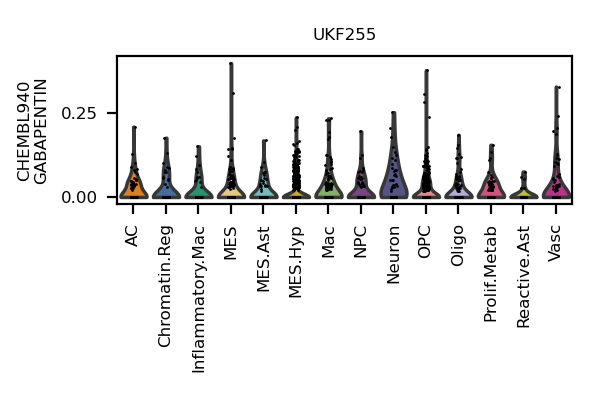 UKF255
CHEMBL940
GABAPENTIN
0.25
0.00
AC
Chromatin.Reg
Inflammatory.Mac
MES
MES.Ast
MES.Hyp
Mac
NPC
Neuron
OPC
Oligo
Prolif.Metab
Reactive.Ast
Vasc